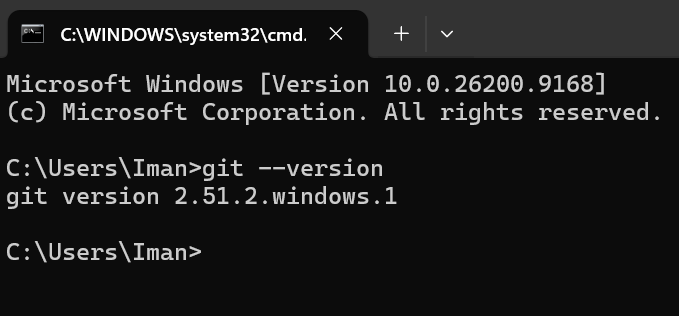 C:\WINDOWS\system32\cmd.
Microsoft Windows [Version 10.0.26200.9168]
(c) Microsoft Corporation. All rights reserved.
C:\Users\Iman>git --version
git version 2.51.2.windows.1
C:\Users\Iman>